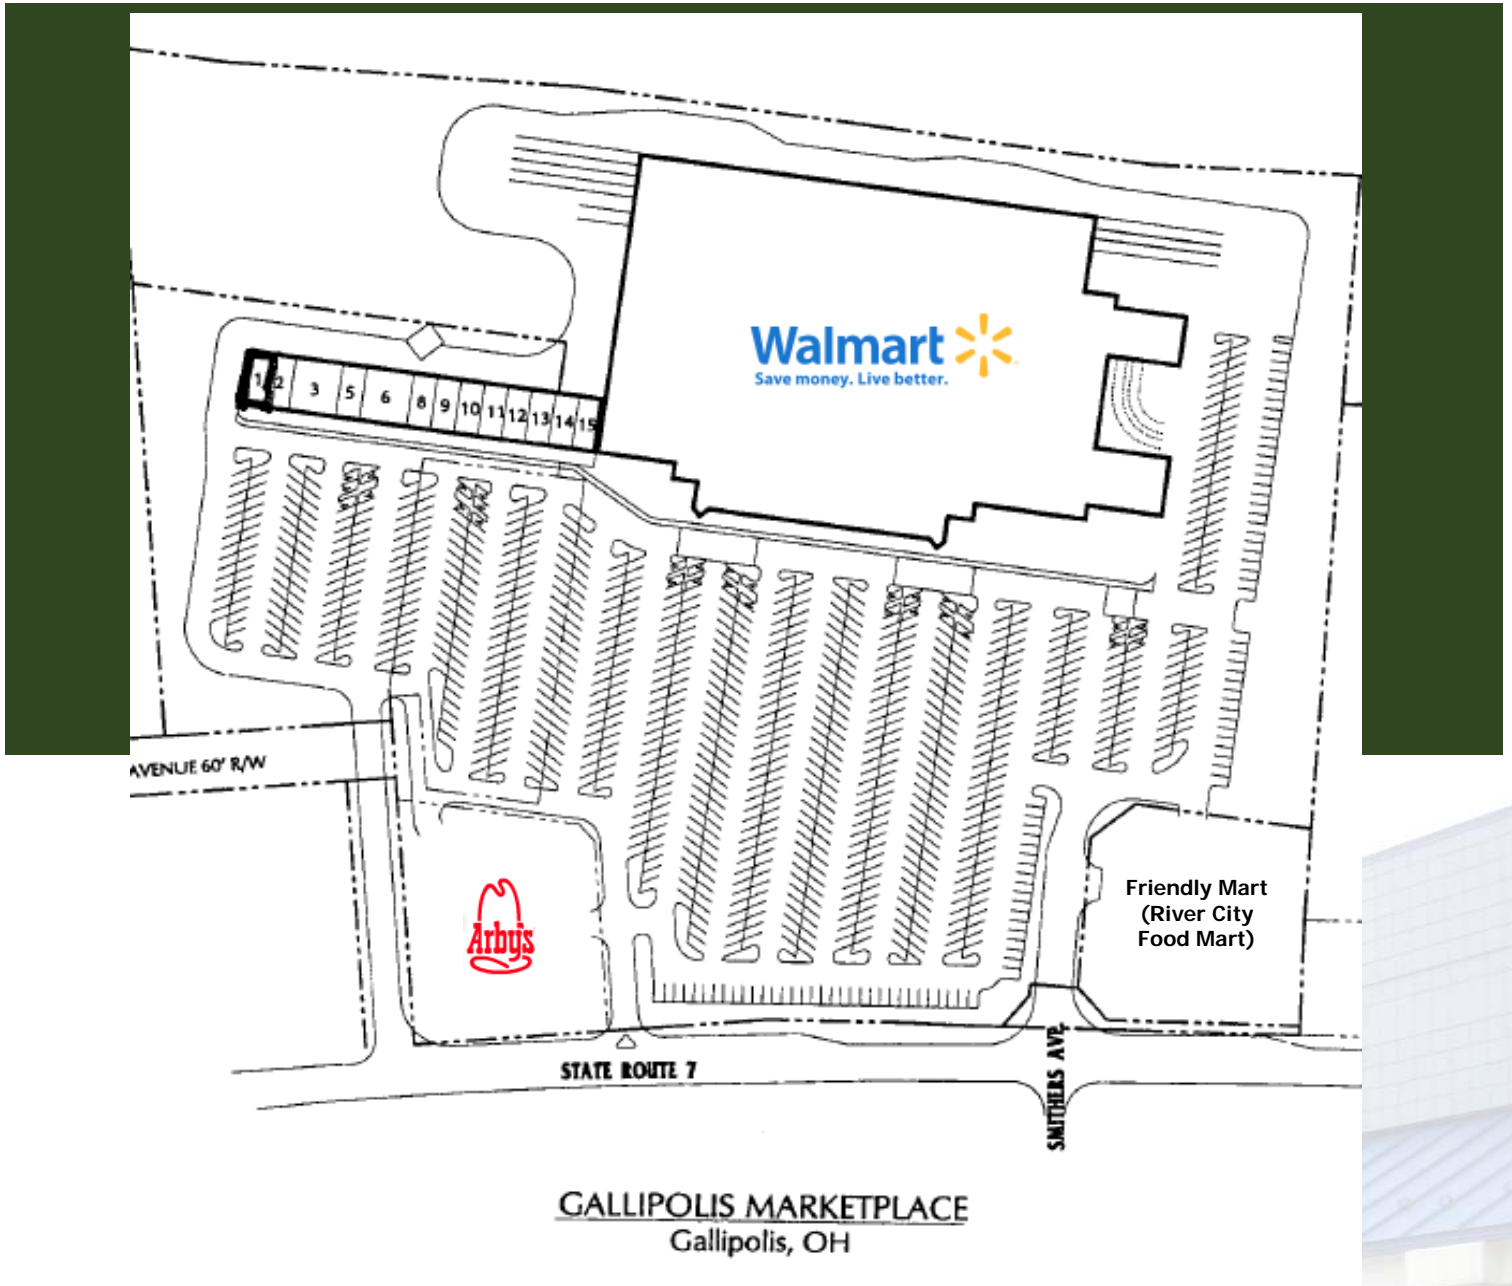 Walmart
Save money. Live better.
1 2 3 5 6 8 9 10 11 12 13 14 15
AVENUE 60' R/W
Arby's
Friendly Mart
(River City
Food Mart)
STATE ROUTE 7
SMITHERS AVE.
GALLIPOLIS MARKETPLACE
Gallipolis, OH